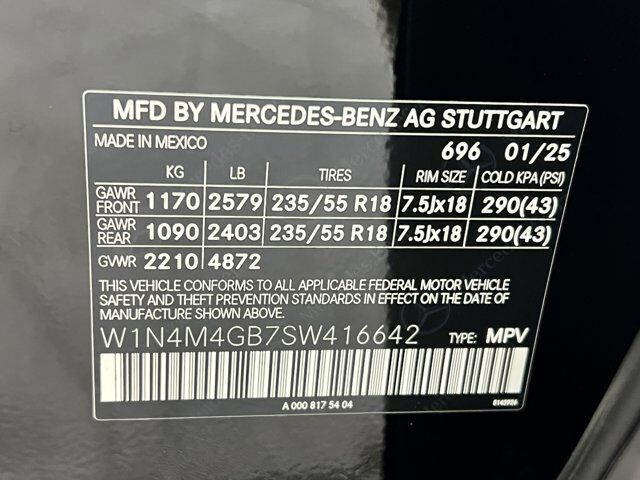 MFD BY MERCEDES-BENZ AG STUTTGART
MADE IN MEXICO 696 01/25
KG LB TIRES RIM SIZE COLD KPA(PSI)
GAWR FRONT 1170 2579 235/55 R18 7.5Jx18 290(43)
GAWR REAR 1090 2403 235/55 R18 7.5Jx18 290(43)
GVWR 2210 4872
THIS VEHICLE CONFORMS TO ALL APPLICABLE FEDERAL MOTOR VEHICLE
SAFETY AND THEFT PREVENTION STANDARDS IN EFFECT ON THE DATE OF
MANUFACTURE SHOWN ABOVE.
W1N4M4GB7SW416642 TYPE: MPV
A 000 817 54 04